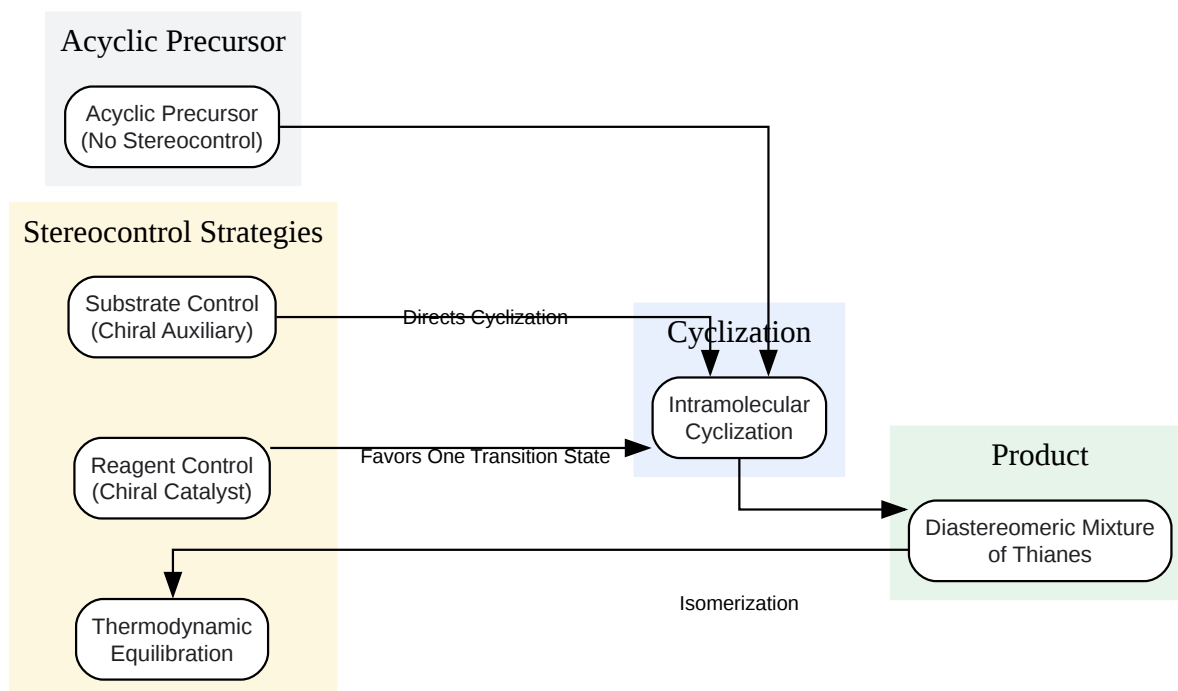 Acyclic Precursor
Acyclic Precursor
(No Stereocontrol)
Stereocontrol Strategies
Substrate Control
(Chiral Auxiliary)
Directs Cyclization
Cyclization
Intramolecular
Cyclization
Reagent Control
(Chiral Catalyst)
Favors One Transition State
Product
Diastereomeric Mixture
of Thianes
Isomerization
Thermodynamic
Equilibration